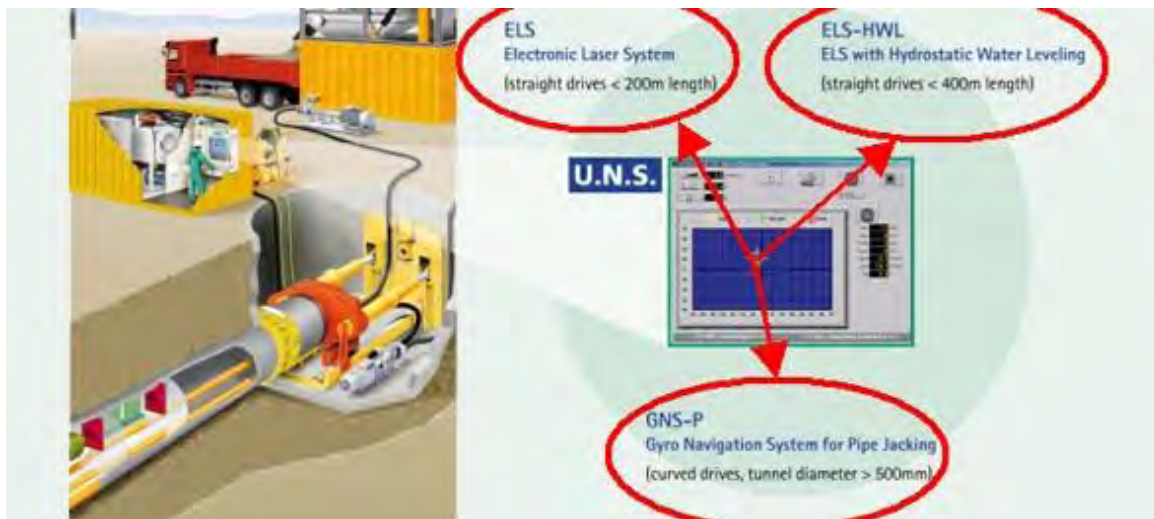 ELS
Electronic Laser System
(straight drives < 200m length)
ELS-HWL
ELS with Hydrostatic Water Leveling
(straight drives < 400m length)
U.N.S.
GNS-P
Gyro Navigation System for Pipe Jacking
(curved drives, tunnel diameter > 500mm)